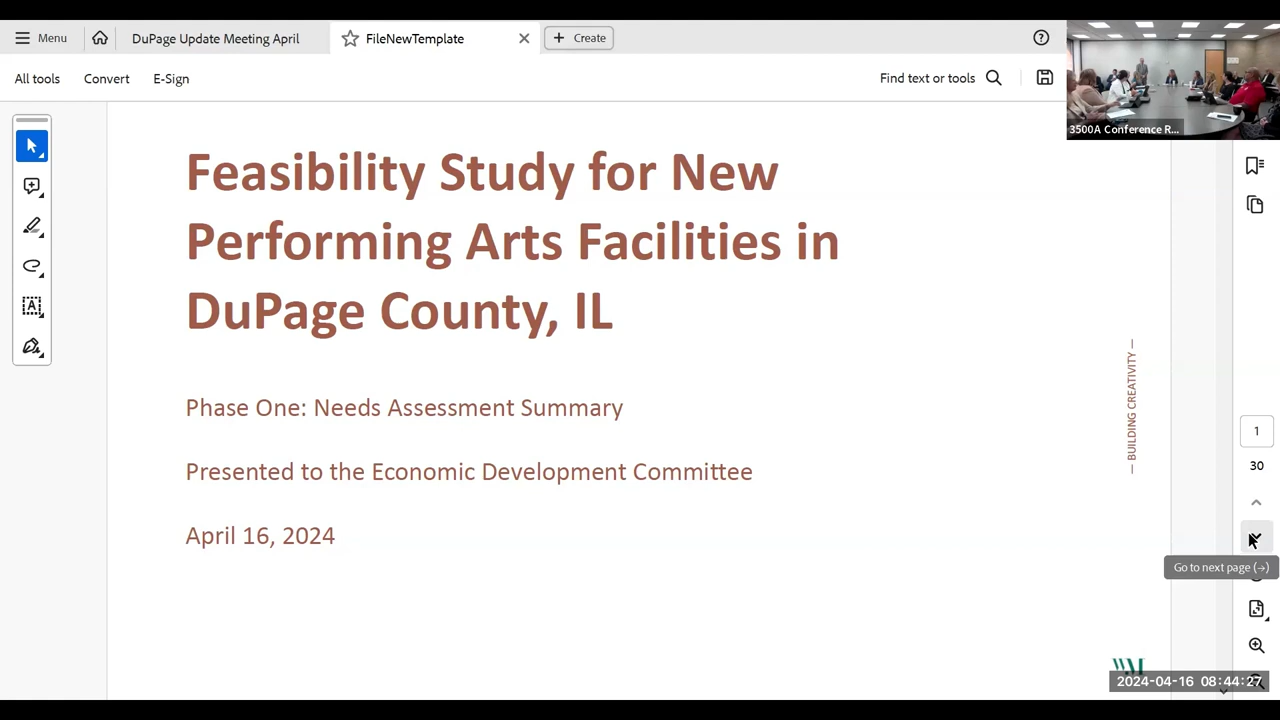 Menu
DuPage Update Meeting April
FileNewTemplate
Create
All tools
Convert
E-Sign
Find text or tools
3500A Conference R...
Feasibility Study for New
Performing Arts Facilities in
DuPage County, IL
Phase One: Needs Assessment Summary
Presented to the Economic Development Committee
April 16, 2024
— BUILDING CREATIVITY —
1
30
Go to next page (→)
WM
2024-04-16 08:44:27